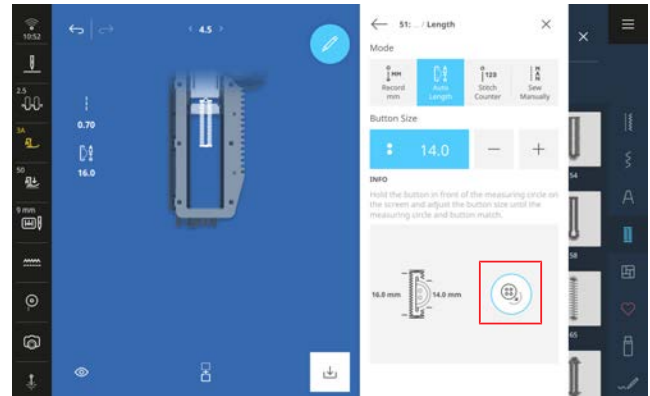 10:52
4.5
0.70
16.0
2.5
3A
50
9 mm
51: ... / Length
Mode
MM
Record
mm
Auto
Length
123
Stitch
Counter
MAN
Sew
Manually
Button Size
14.0
INFO
Hold the button in front of the measuring circle on
the screen and adjust the button size until the
measuring circle and button match.
16.0 mm
14.0 mm
54
58
65